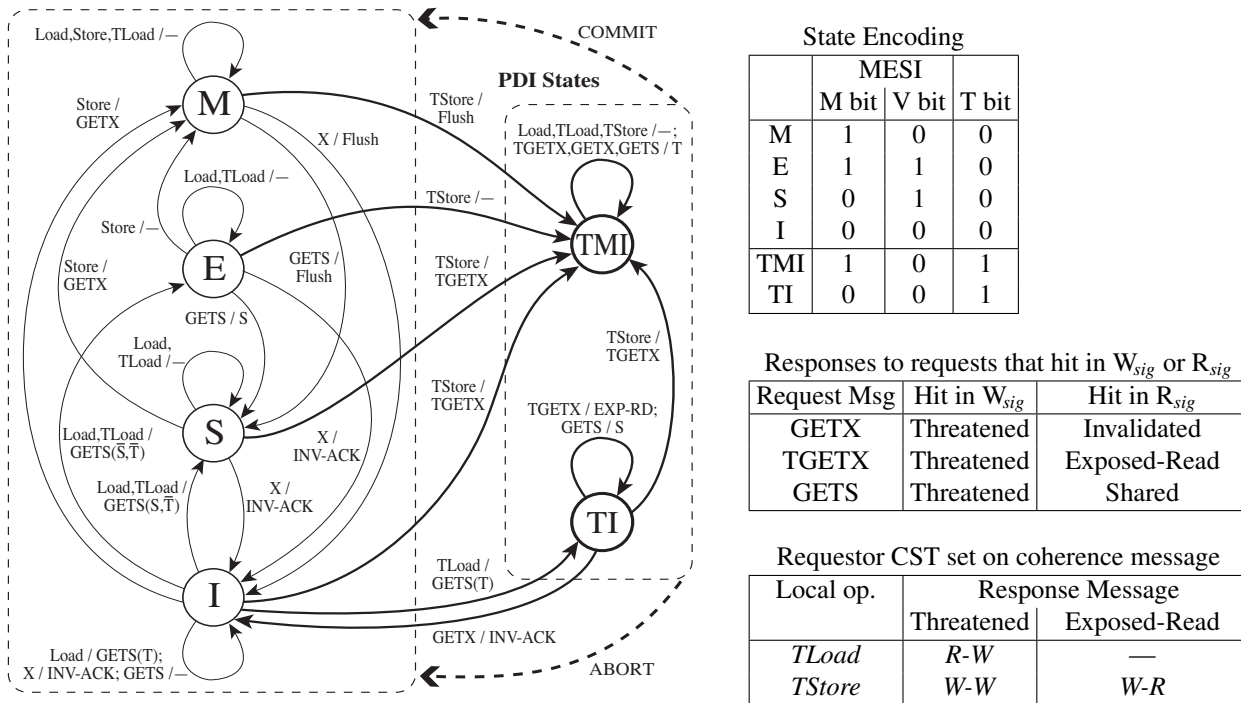 COMMIT
PDI States
Load,Store,TLoad /—
M
Store /
GETX
TStore /
Flush
X / Flush
Load,TLoad,TStore /—;
TGETX,GETX,GETS / T
Load,TLoad /—
TStore /—
TMI
Store /—
E
Store /
GETX
GETS /
Flush
TStore /
TGETX
GETS / S
Load,
TLoad /—
TStore /
TGETX
TStore /
TGETX
S
TGETX / EXP-RD;
GETS / S
Load,TLoad /
GETS(S̄,T̄)
X /
INV-ACK
Load,TLoad /
GETS(S,T̄)
X /
INV-ACK
TI
I
TLoad /
GETS(T)
GETX / INV-ACK
Load / GETS(T);
X / INV-ACK; GETS /—
ABORT
State Encoding
MESI
M bit V bit T bit
M 1 0 0
E 1 1 0
S 0 1 0
I 0 0 0
TMI 1 0 1
TI 0 0 1
Responses to requests that hit in Wsig or Rsig
Request Msg Hit in Wsig Hit in Rsig
GETX Threatened Invalidated
TGETX Threatened Exposed-Read
GETS Threatened Shared
Requestor CST set on coherence message
Local op. Response Message
Threatened Exposed-Read
TLoad R-W —
TStore W-W W-R